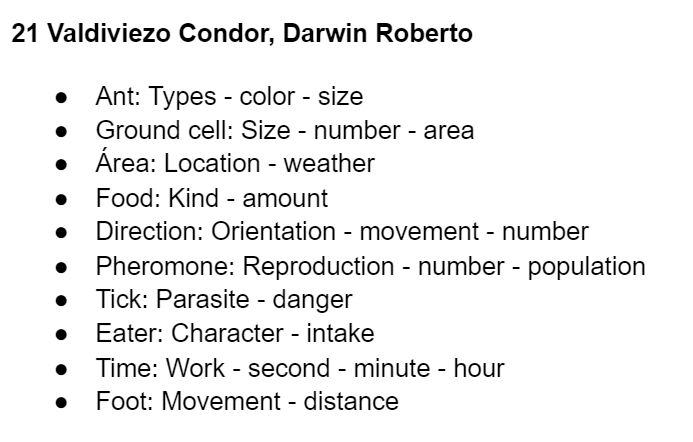 21 Valdiviezo Condor, Darwin Roberto
● Ant: Types - color - size
● Ground cell: Size - number - area
● Área: Location - weather
● Food: Kind - amount
● Direction: Orientation - movement - number
● Pheromone: Reproduction - number - population
● Tick: Parasite - danger
● Eater: Character - intake
● Time: Work - second - minute - hour
● Foot: Movement - distance